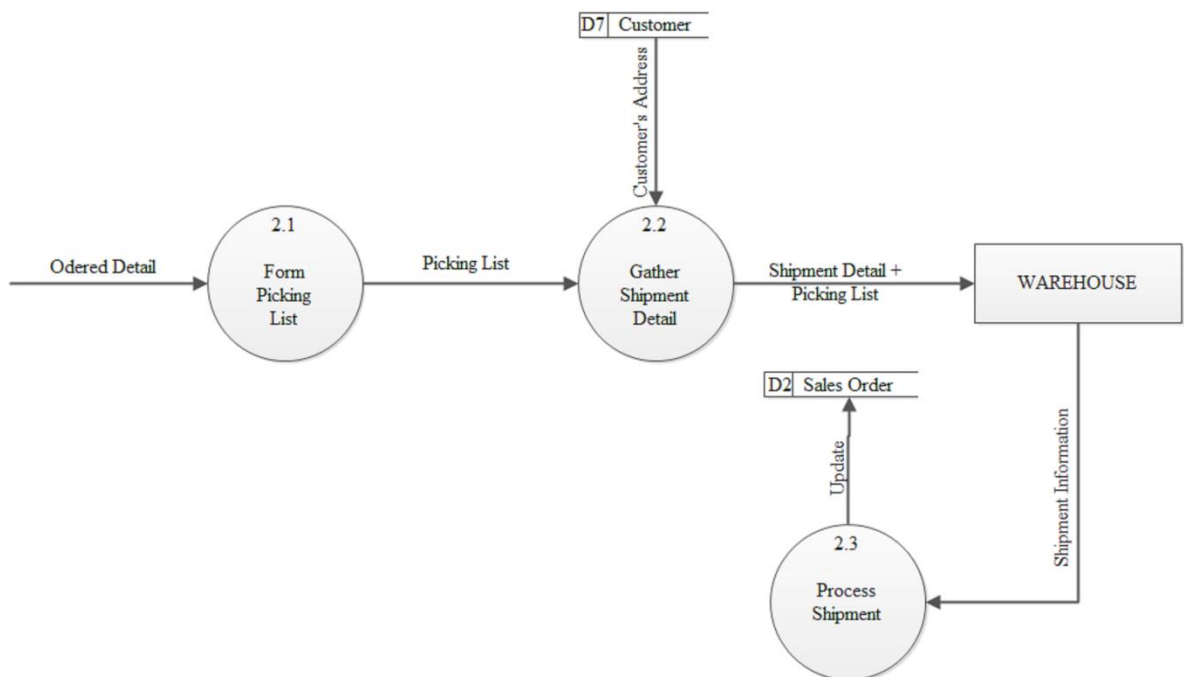 D7 Customer
Customer's Address
2.1
Form
Picking
List
2.2
Gather
Shipment
Detail
Odered Detail
Picking List
Shipment Detail +
Picking List
WAREHOUSE
D2 Sales Order
Update
Shipment Information
2.3
Process
Shipment